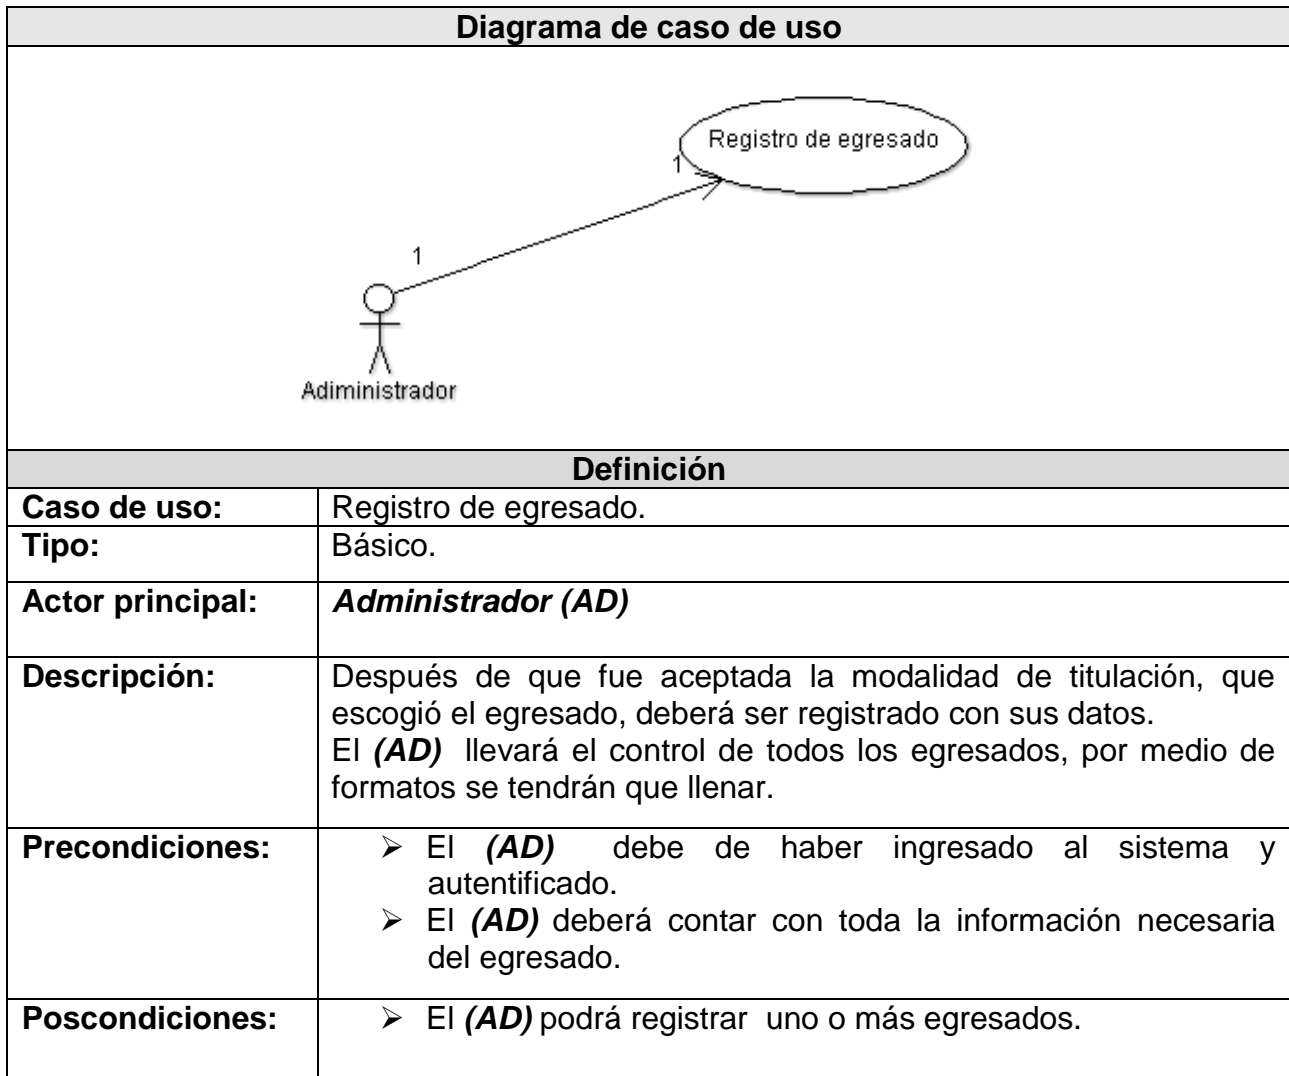 Diagrama de caso de uso
Registro de egresado
1
1
Adiministrador
Definición
Caso de uso: Registro de egresado.
Tipo: Básico.
Actor principal: Administrador (AD)
Descripción: Después de que fue aceptada la modalidad de titulación, que
escogió el egresado, deberá ser registrado con sus datos.
El (AD) llevará el control de todos los egresados, por medio de
formatos se tendrán que llenar.
Precondiciones: ➢ El (AD) debe de haber ingresado al sistema y
autentificado.
➢ El (AD) deberá contar con toda la información necesaria
del egresado.
Poscondiciones: ➢ El (AD) podrá registrar uno o más egresados.